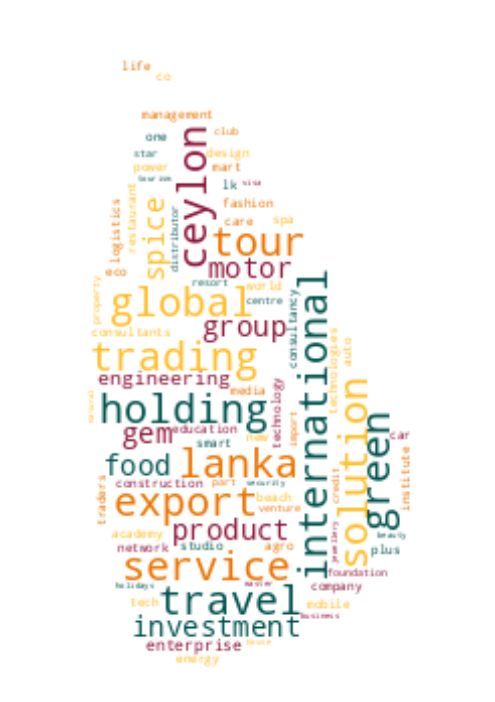 life
co
management
one
club
star
design
power
mart
tourism
lk
visa
ceylon
fashion
logistics
restaurant
spice
distributor
care
spa
tour
eco
motor
resort
world
property
global
centre
consultancy
international
consultants
group
trading
technologies
auto
engineering
media
natural
holding
technology
solution
import
gem
education
new
green
car
smart
food
lanka
institute
construction
part
security
credit
traders
export
beach
venture
product
jewellery
academy
beauty
network
studio
agro
plus
service
foundation
holidays
master
company
tech
travel
mobile
business
investment
enterprise
house
energy